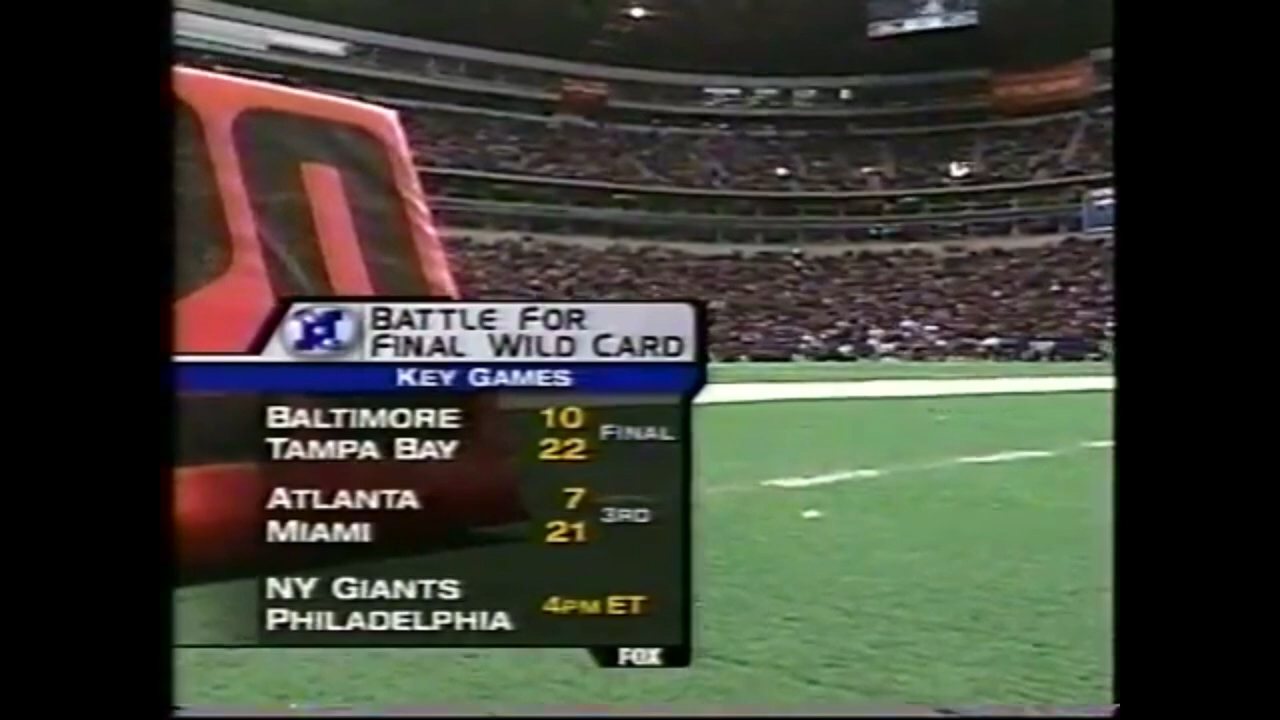 BATTLE FOR
FINAL WILD CARD
KEY GAMES
BALTIMORE 10
FINAL
TAMPA BAY 22
ATLANTA 7
3RD
MIAMI 21
NY GIANTS
4PM ET
PHILADELPHIA
FOX